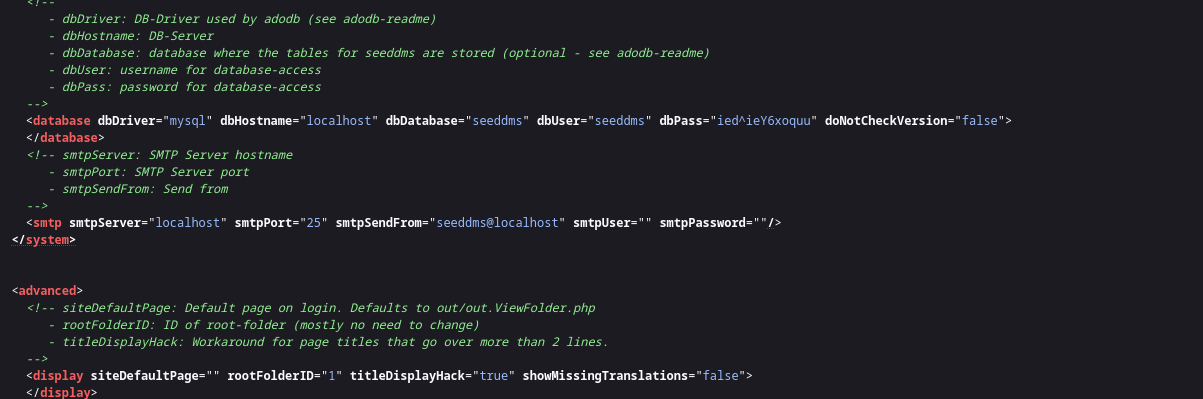 <!--
- dbDriver: DB-Driver used by adodb (see adodb-readme)
- dbHostname: DB-Server
- dbDatabase: database where the tables for seeddms are stored (optional - see adodb-readme)
- dbUser: username for database-access
- dbPass: password for database-access
-->
<database dbDriver="mysql" dbHostname="localhost" dbDatabase="seeddms" dbUser="seeddms" dbPass="ied^ieY6xoquu" doNotCheckVersion="false">
</database>
<!-- smtpServer: SMTP Server hostname
- smtpPort: SMTP Server port
- smtpSendFrom: Send from
-->
<smtp smtpServer="localhost" smtpPort="25" smtpSendFrom="seeddms@localhost" smtpUser="" smtpPassword=""/>
</system>
<advanced>
<!-- siteDefaultPage: Default page on login. Defaults to out/out.ViewFolder.php
- rootFolderID: ID of root-folder (mostly no need to change)
- titleDisplayHack: Workaround for page titles that go over more than 2 lines.
-->
<display siteDefaultPage="" rootFolderID="1" titleDisplayHack="true" showMissingTranslations="false">
</display>